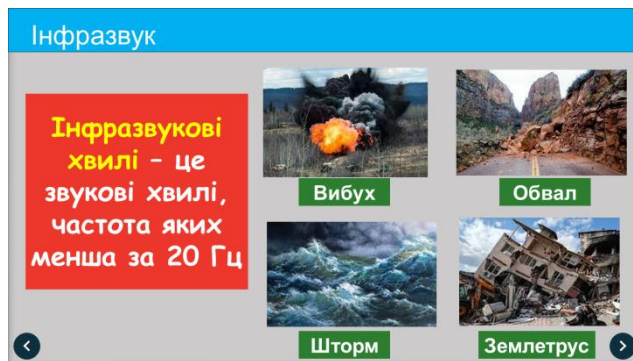 Інфразвук
Інфразвукові
хвилі – це
звукові хвилі,
частота яких
менша за 20 Гц
Вибух
Обвал
Шторм
Землетрус